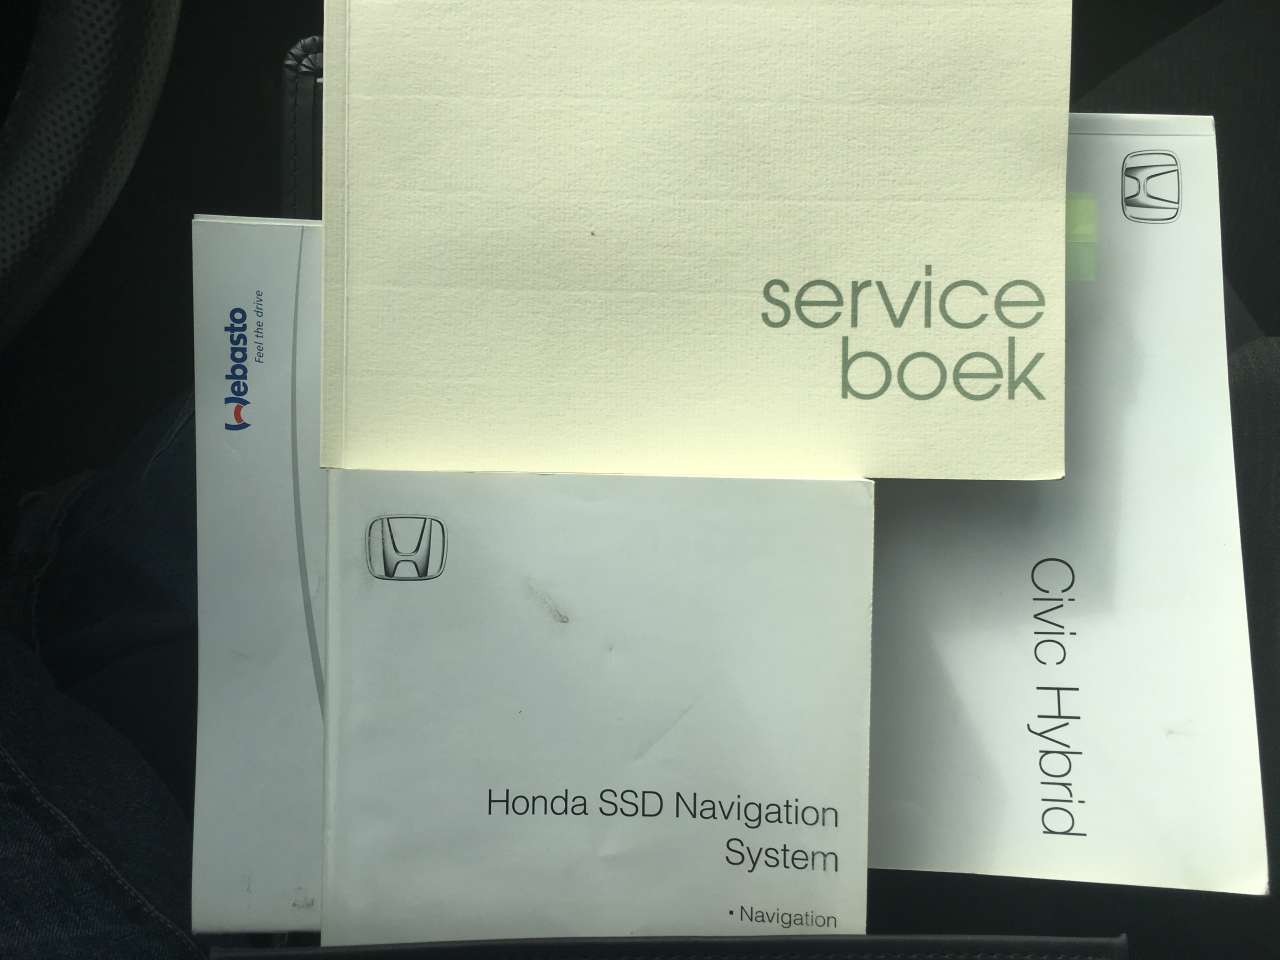 service
boek
Webasto
Feel the drive
Civic Hybrid
Honda SSD Navigation
System
• Navigation